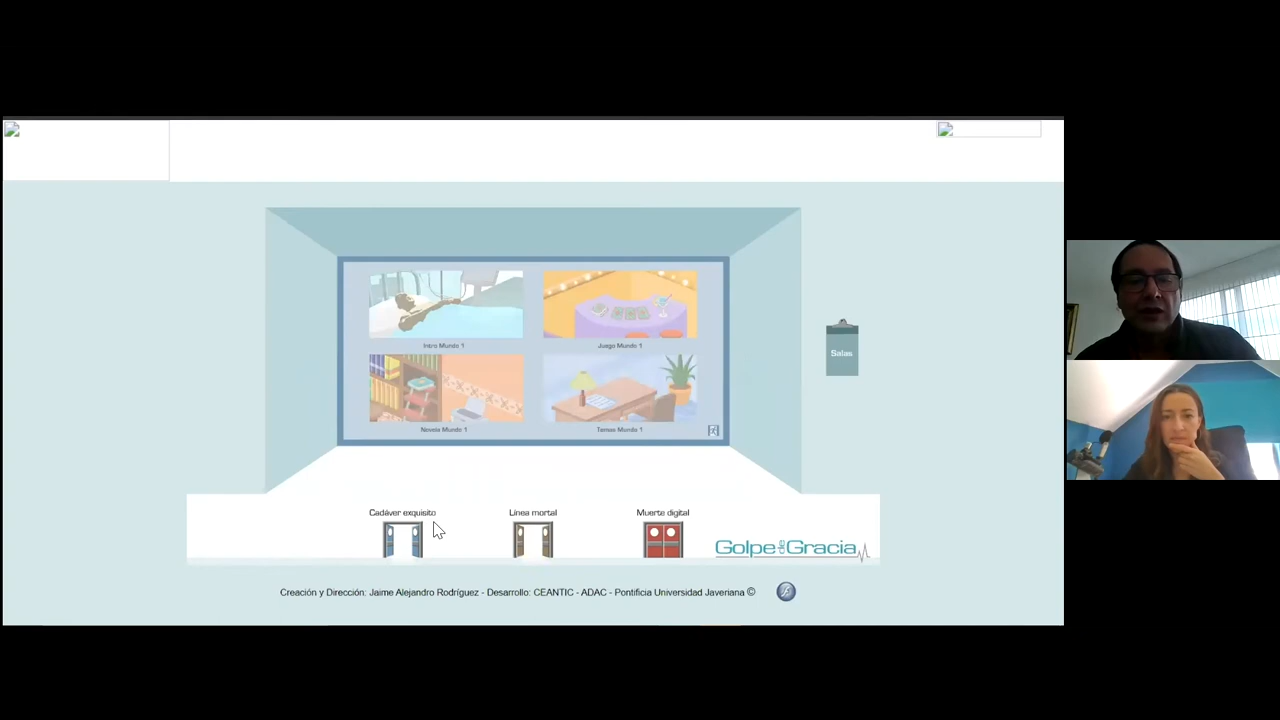 Intro Mundo 1
Juego Mundo 1
Salas
Novela Mundo 1
Temas Mundo 1
Cadáver exquisito
Línea mortal
Muerte digital
Golpe de Gracia
Creación y Dirección: Jaime Alejandro Rodríguez - Desarrollo: CEANTIC - ADAC - Pontificia Universidad Javeriana ©